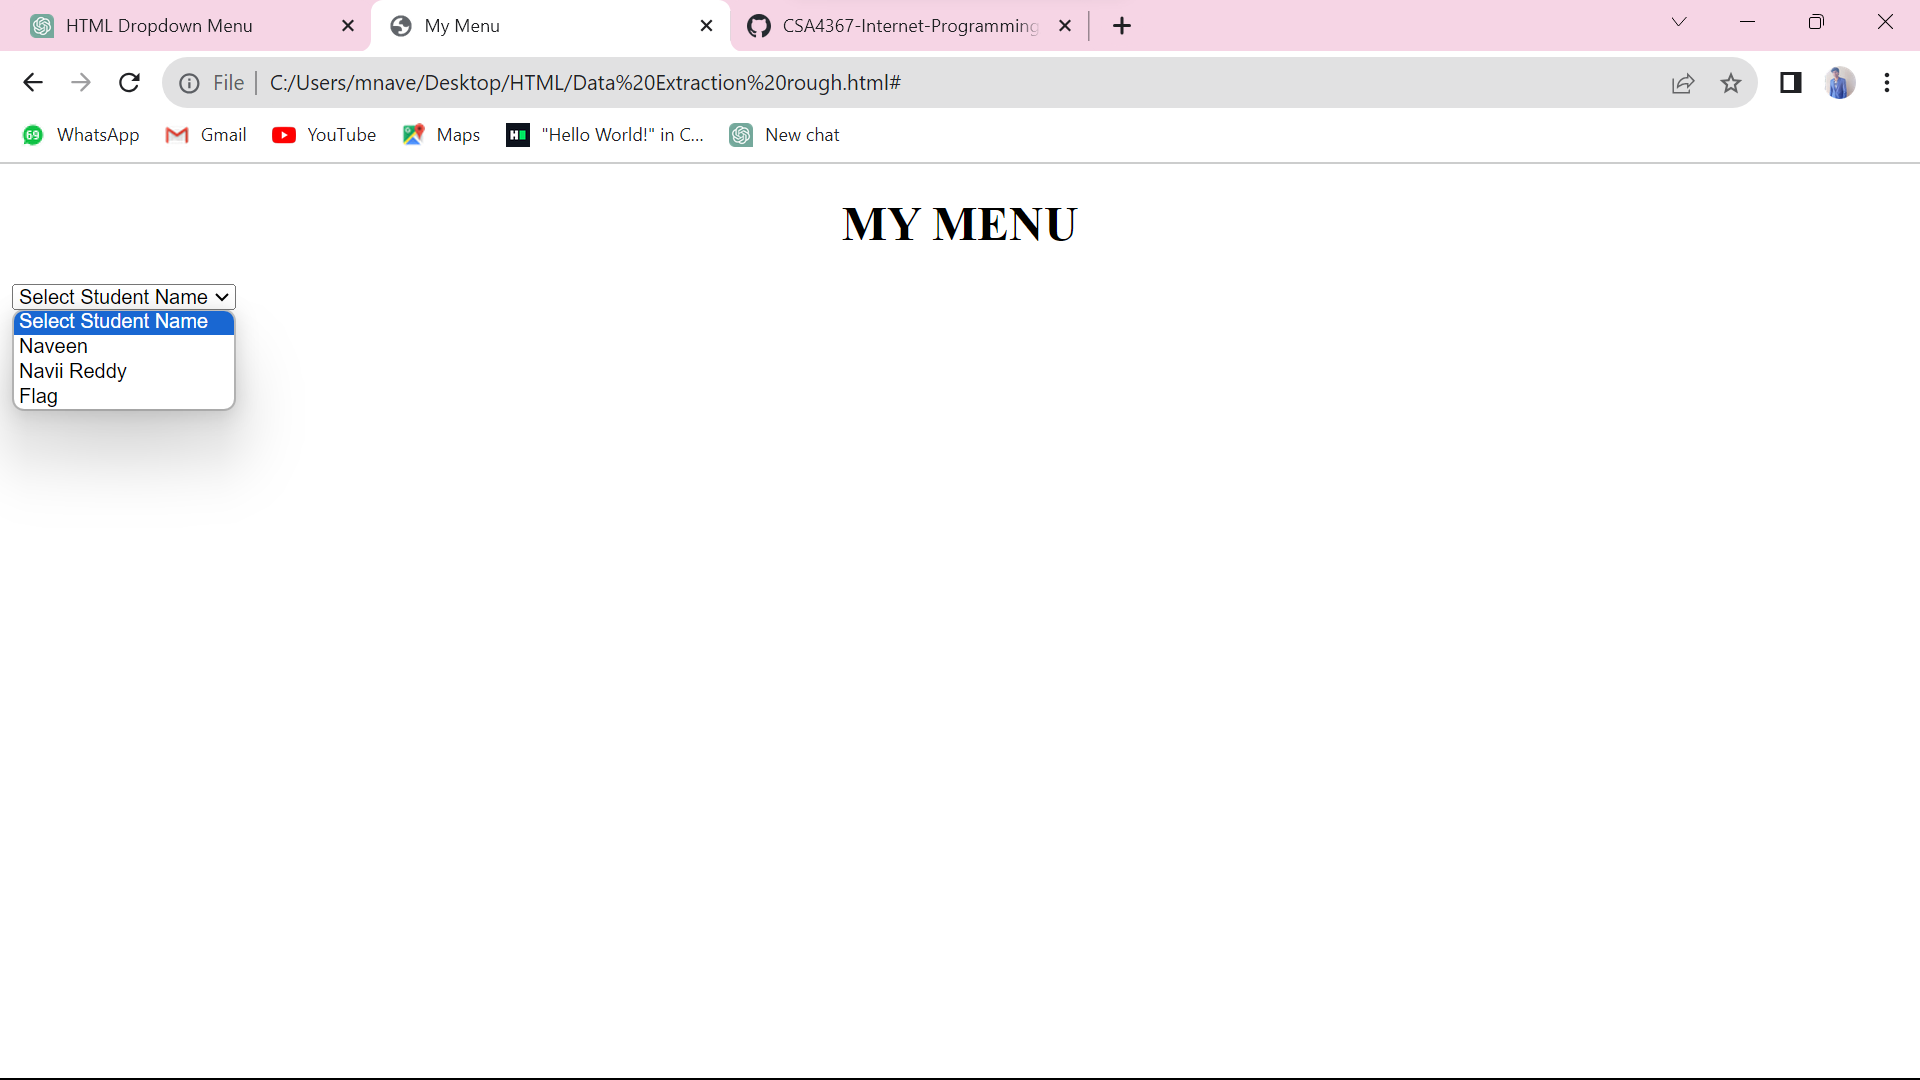 HTML Dropdown Menu
My Menu
CSA4367-Internet-Programming
File
C:/Users/mnave/Desktop/HTML/Data%20Extraction%20rough.html#
69
WhatsApp
Gmail
YouTube
Maps
H
"Hello World!" in C...
New chat
MY MENU
Select Student Name
Select Student Name
Naveen
Navii Reddy
Flag